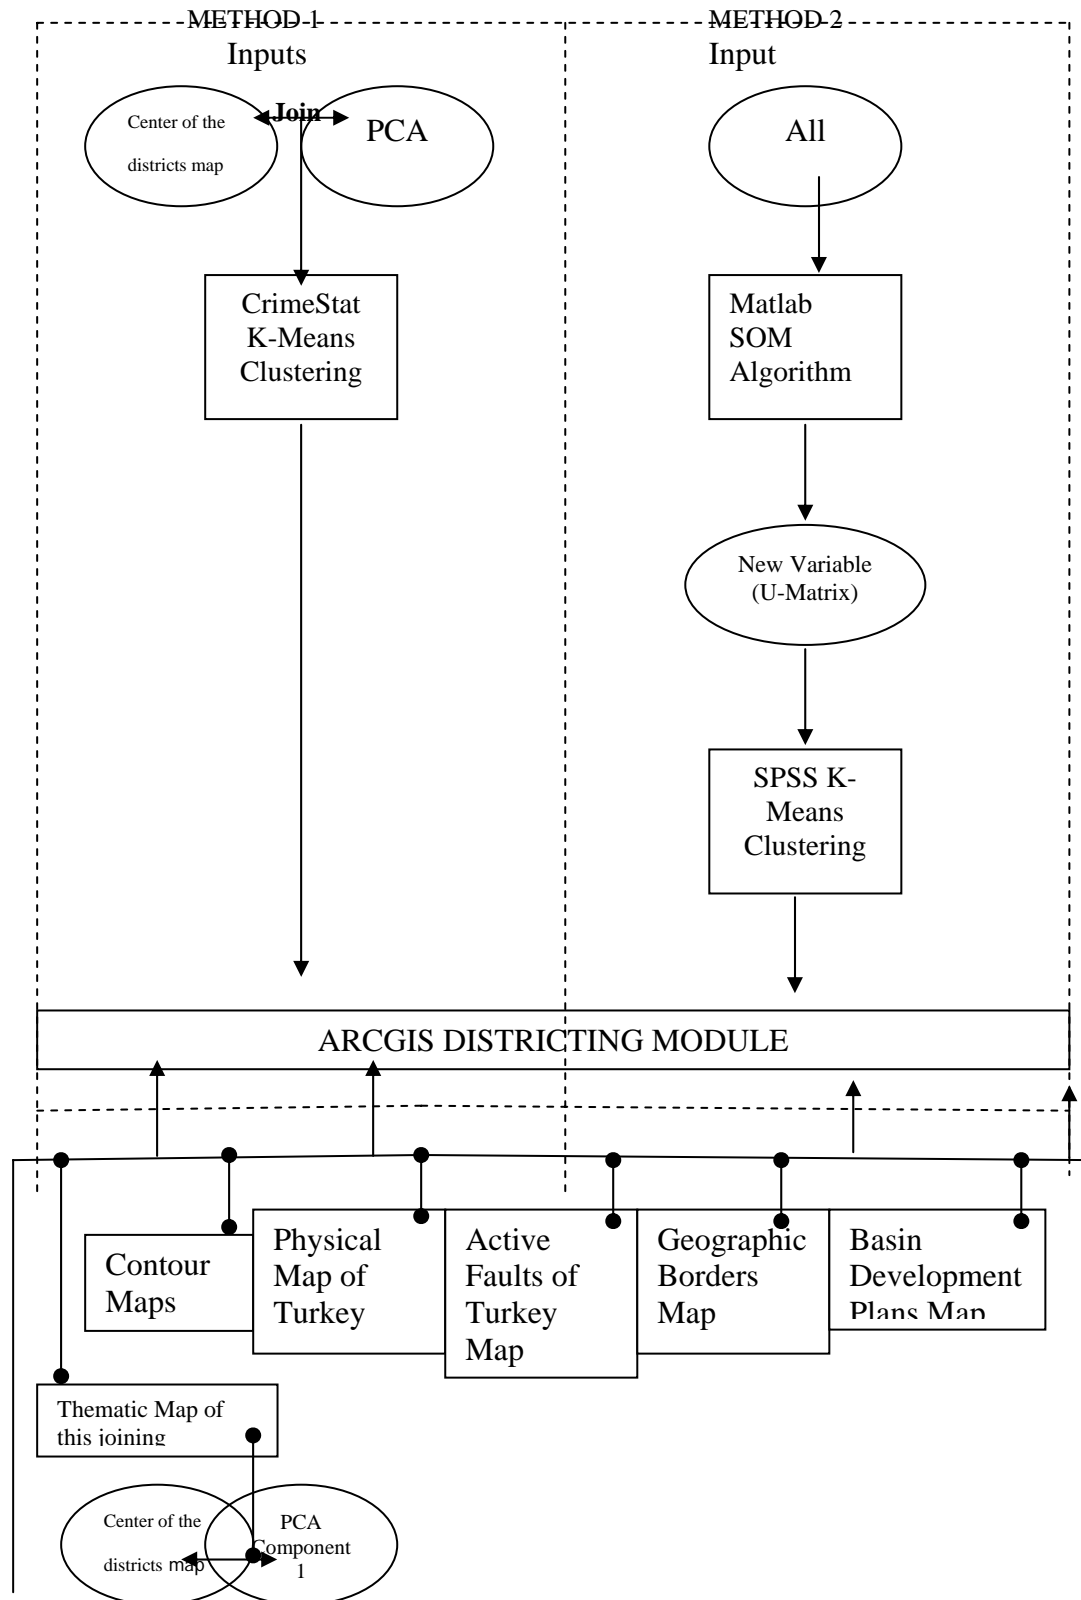 METHOD 1
Inputs
METHOD 2
Input
Center of the
districts map
Join
PCA
All
CrimeStat
K-Means
Clustering
Matlab
SOM
Algorithm
New Variable
(U-Matrix)
SPSS K-
Means
Clustering
ARCGIS DISTRICTING MODULE
Contour
Maps
Physical
Map of
Turkey
Active
Faults of
Turkey
Map
Geographic
Borders
Map
Basin
Development
Plans Map
Thematic Map of
this joining
Center of the
districts map
PCA
Component
1